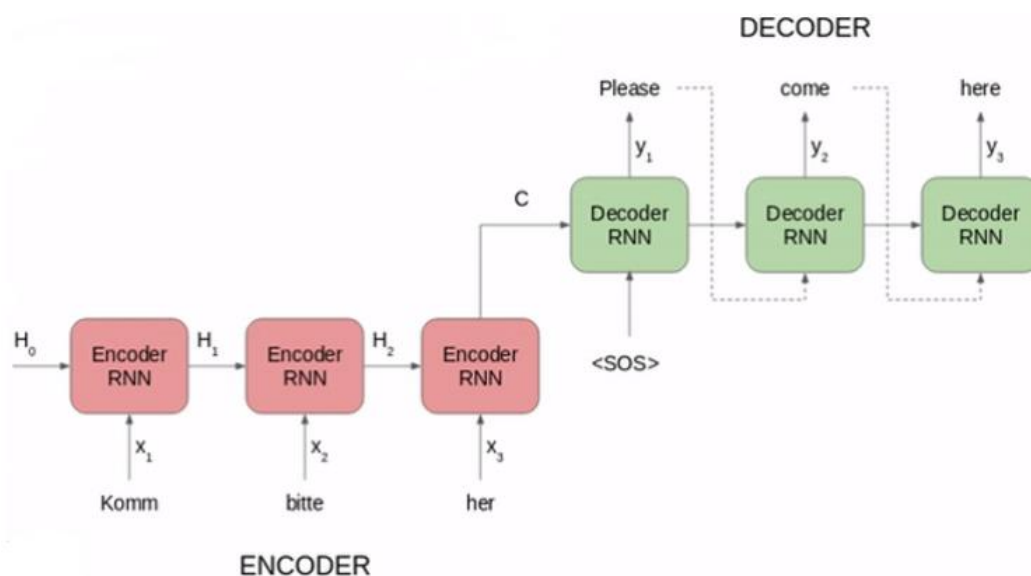 DECODER
Please
come
here
y1
y2
y3
C
Decoder
RNN
Decoder
RNN
Decoder
RNN
<SOS>
H0
H1
H2
Encoder
RNN
Encoder
RNN
Encoder
RNN
x1
x2
x3
Komm
bitte
her
ENCODER